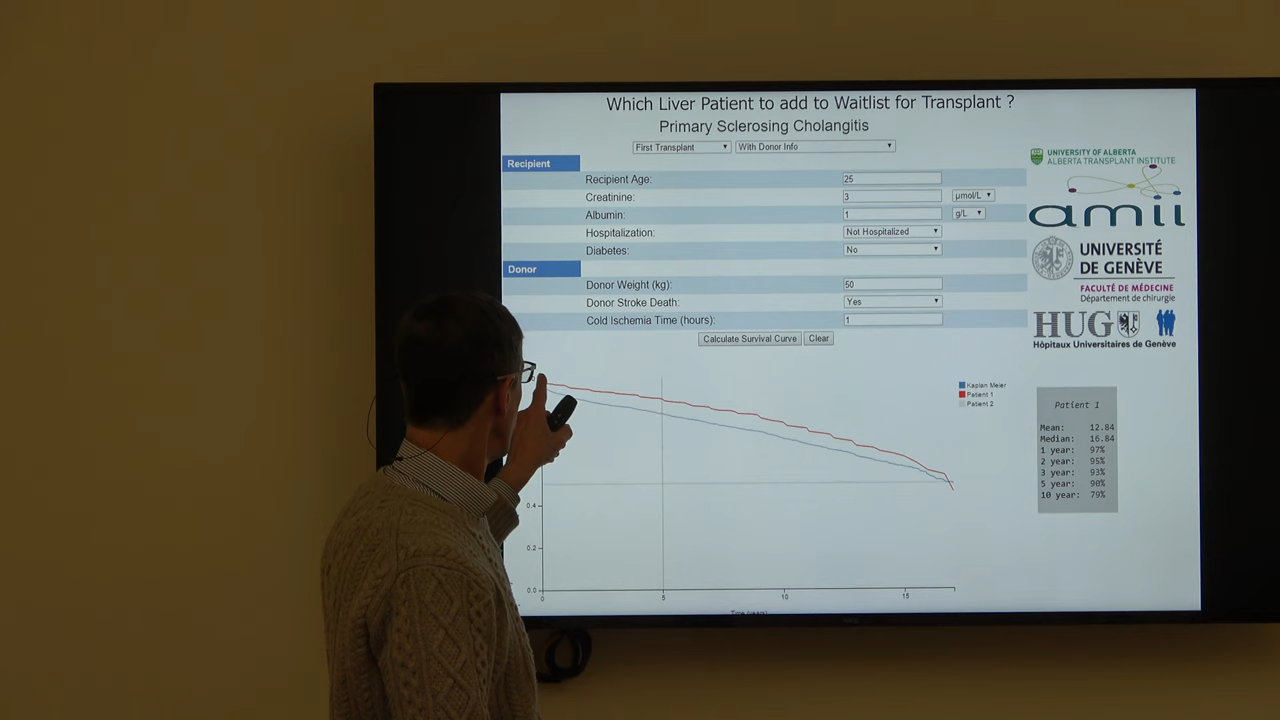 Which Liver Patient to add to Waitlist for Transplant ?
Primary Sclerosing Cholangitis
First Transplant With Donor Info
Recipient
Recipient Age: 25
Creatinine: 3 µmol/L
Albumin: 1 g/L
Hospitalization: Not Hospitalized
Diabetes: No
Donor
Donor Weight (kg): 50
Donor Stroke Death: Yes
Cold Ischemia Time (hours): 1
Calculate Survival Curve Clear
UNIVERSITY OF ALBERTA
ALBERTA TRANSPLANT INSTITUTE
amii
UNIVERSITÉ
DE GENÈVE
FACULTÉ DE MÉDECINE
Département de chirurgie
HUG
Hôpitaux Universitaires de Genève
Kaplan Meier
Patient 1
Patient 2
0.4
0.2
0.0
0 5 10 15
Time (years)
Patient 1
Mean: 12.84
Median: 16.84
1 year: 97%
2 year: 95%
3 year: 93%
5 year: 90%
10 year: 79%